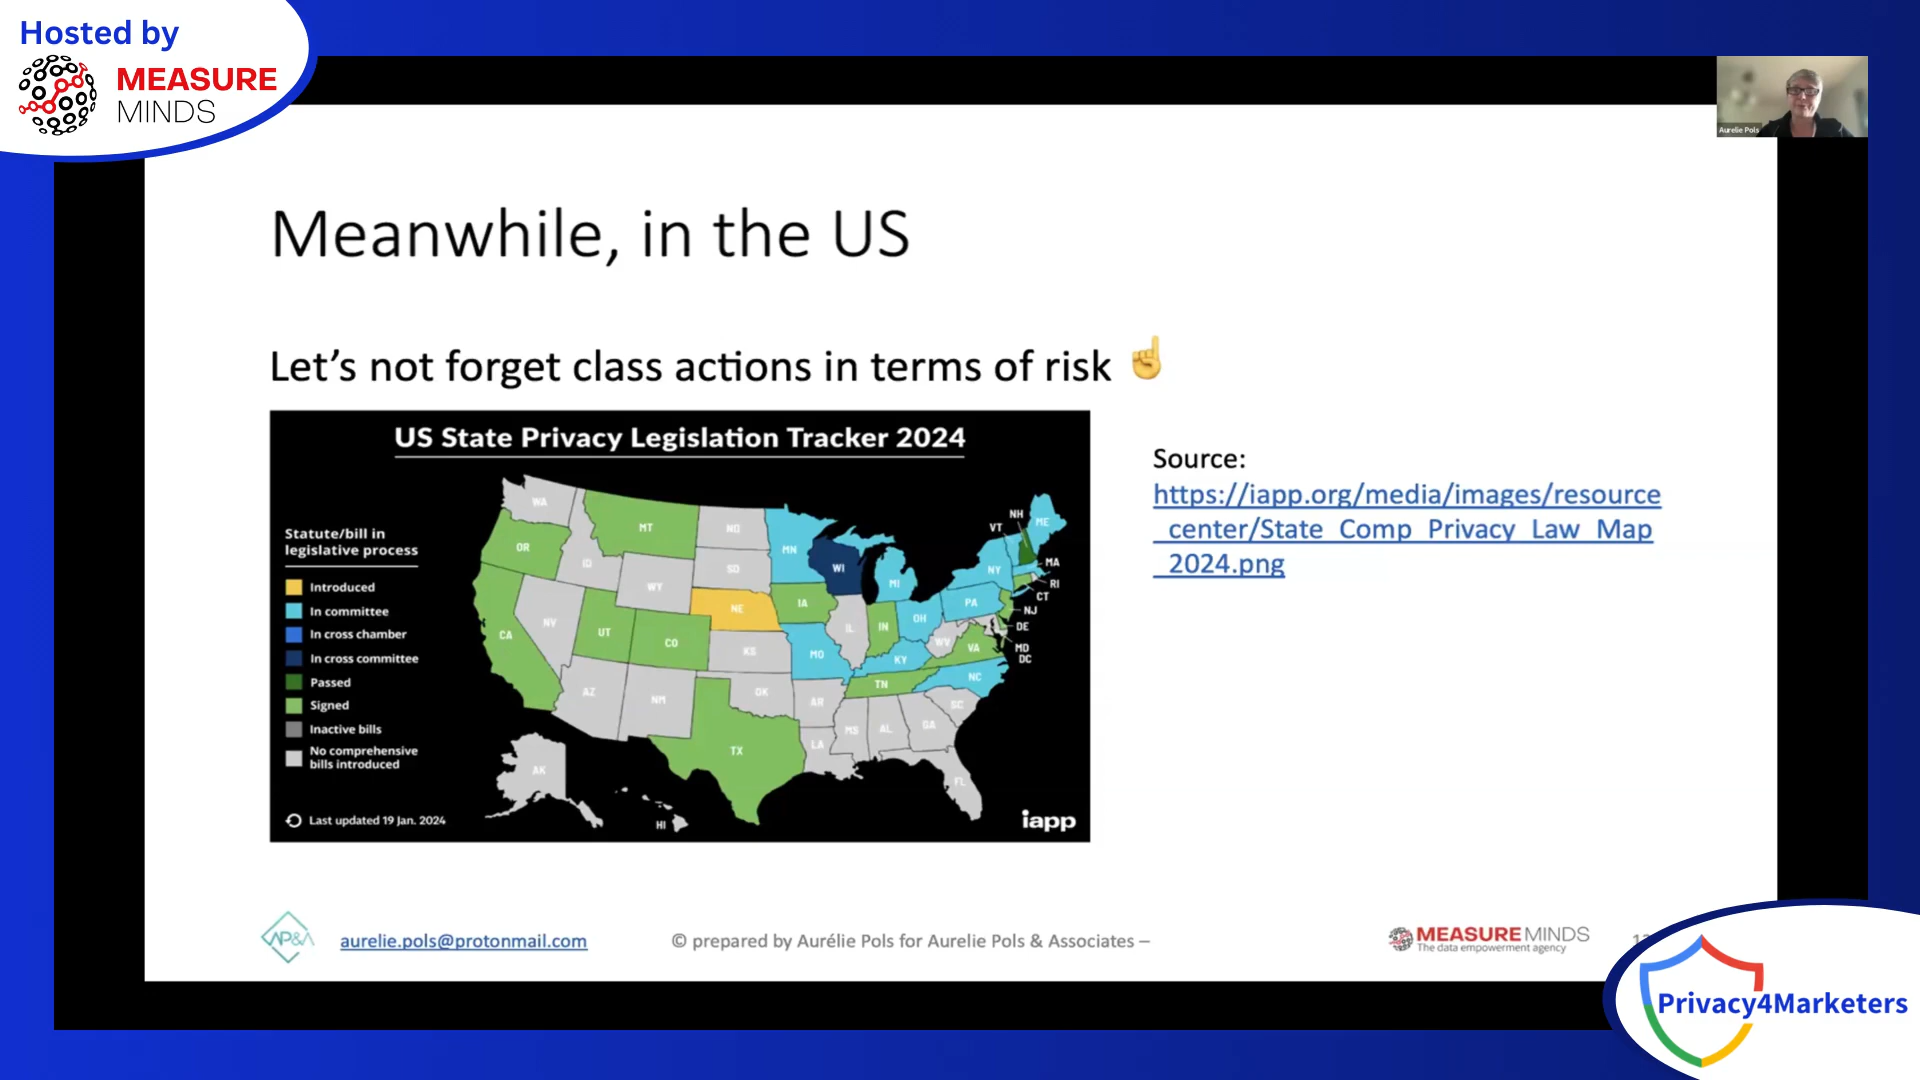 Hosted by
MEASURE
MINDS
Aurelie Pols
Meanwhile, in the US
Let's not forget class actions in terms of risk ☝
US State Privacy Legislation Tracker 2024
Statute/bill in
legislative process
Introduced
In committee
In cross chamber
In cross committee
Passed
Signed
Inactive bills
No comprehensive
bills introduced
Last updated 19 Jan. 2024
WA
OR
CA
NV
ID
MT
WY
UT
CO
AZ
NM
ND
SD
NE
KS
OK
TX
MN
IA
MO
AR
LA
WI
IL
MI
IN
OH
KY
TN
MS
AL
GA
FL
SC
NC
VA
WV
PA
NY
VT
NH
ME
MA
RI
CT
NJ
DE
MD
DC
AK
HI
iapp
Source:
https://iapp.org/media/images/resource
_center/State_Comp_Privacy_Law_Map
_2024.png
AP&A
aurelie.pols@protonmail.com
© prepared by Aurélie Pols for Aurelie Pols & Associates –
MEASUREMINDS
The data empowerment agency
Privacy4Marketers